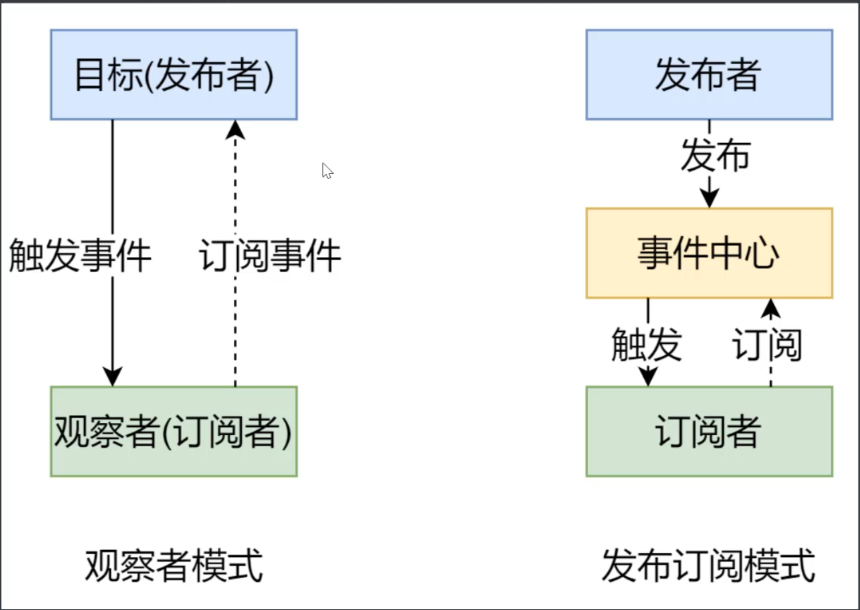 目标(发布者)
触发事件
订阅事件
观察者(订阅者)
观察者模式
发布者
发布
事件中心
触发
订阅
订阅者
发布订阅模式